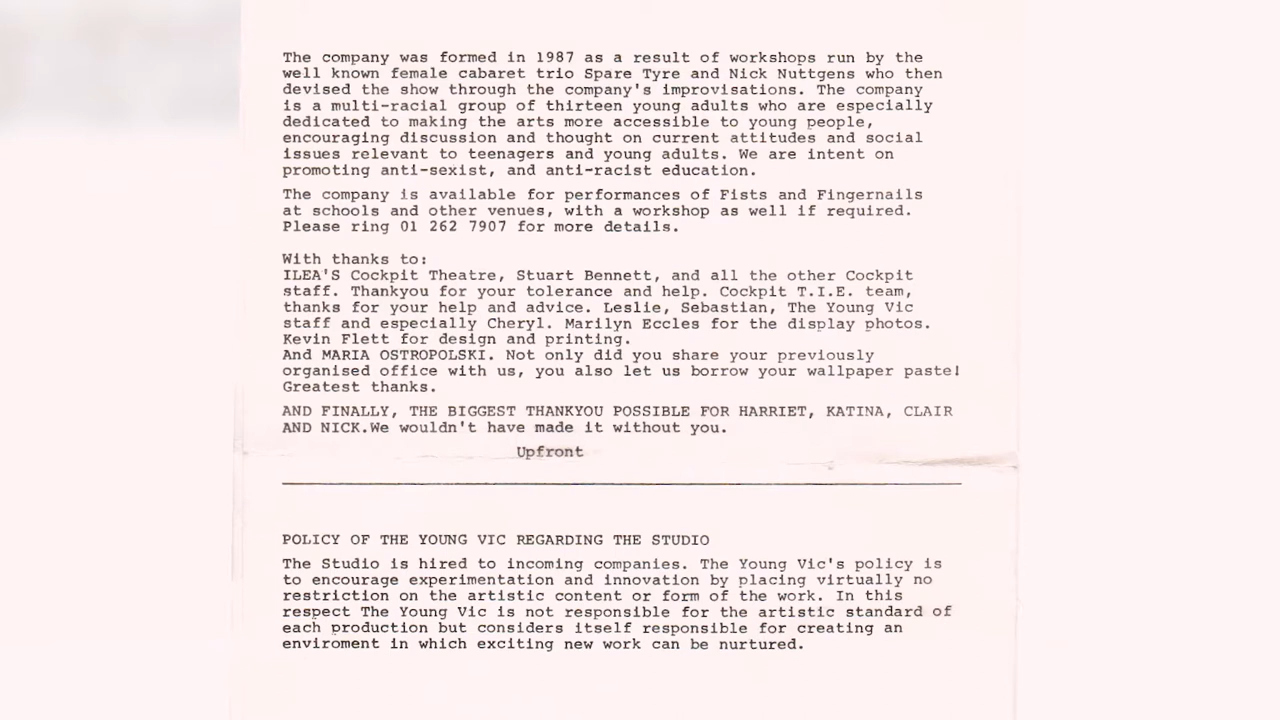 The company was formed in 1987 as a result of workshops run by the
well known female cabaret trio Spare Tyre and Nick Nuttgens who then
devised the show through the company's improvisations. The company
is a multi-racial group of thirteen young adults who are especially
dedicated to making the arts more accessible to young people,
encouraging discussion and thought on current attitudes and social
issues relevant to teenagers and young adults. We are intent on
promoting anti-sexist, and anti-racist education.
The company is available for performances of Fists and Fingernails
at schools and other venues, with a workshop as well if required.
Please ring 01 262 7907 for more details.
With thanks to:
ILEA'S Cockpit Theatre, Stuart Bennett, and all the other Cockpit
staff. Thankyou for your tolerance and help. Cockpit T.I.E. team,
thanks for your help and advice. Leslie, Sebastian, The Young Vic
staff and especially Cheryl. Marilyn Eccles for the display photos.
Kevin Flett for design and printing.
And MARIA OSTROPOLSKI. Not only did you share your previously
organised office with us, you also let us borrow your wallpaper paste!
Greatest thanks.
AND FINALLY, THE BIGGEST THANKYOU POSSIBLE FOR HARRIET, KATINA, CLAIR
AND NICK.We wouldn't have made it without you.
Upfront
POLICY OF THE YOUNG VIC REGARDING THE STUDIO
The Studio is hired to incoming companies. The Young Vic's policy is
to encourage experimentation and innovation by placing virtually no
restriction on the artistic content or form of the work. In this
respect The Young Vic is not responsible for the artistic standard of
each production but considers itself responsible for creating an
enviroment in which exciting new work can be nurtured.